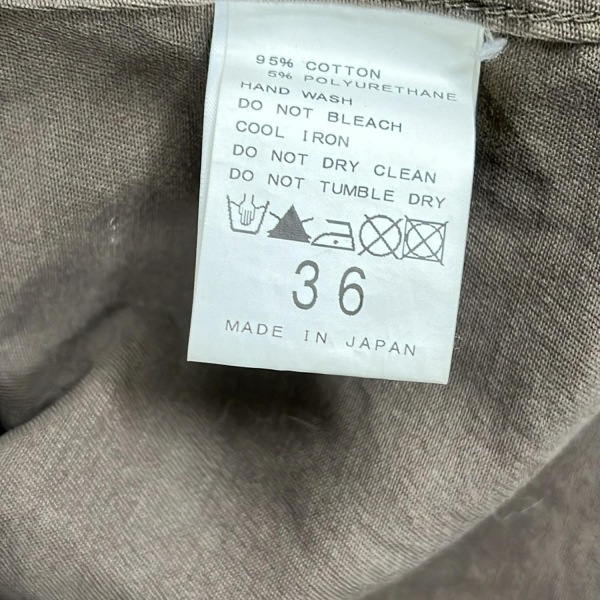 95% COTTON
5% POLYURETHANE
HAND WASH
DO NOT BLEACH
COOL IRON
DO NOT DRY CLEAN
DO NOT TUMBLE DRY
36
MADE IN JAPAN